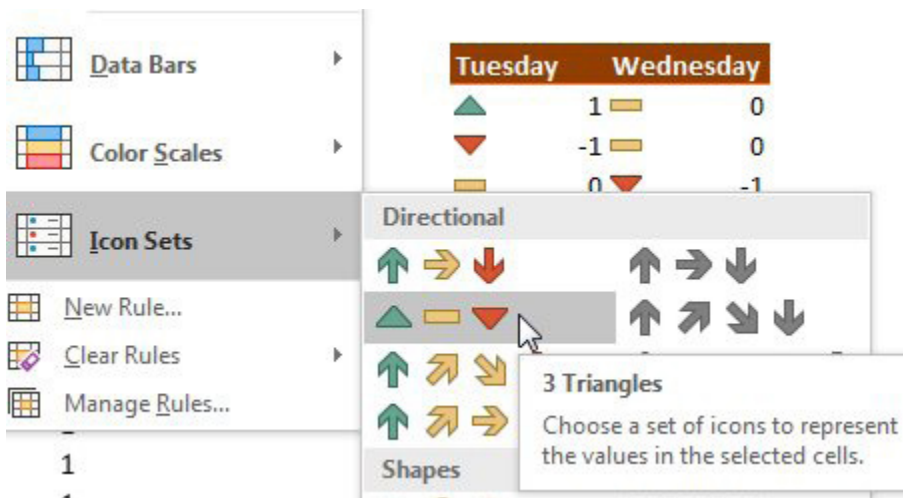 Data Bars
Color Scales
Icon Sets
New Rule...
Clear Rules
Manage Rules...
1
Tuesday Wednesday
1 0
-1 0
0 -1
Directional
3 Triangles
Choose a set of icons to represent
the values in the selected cells.
Shapes